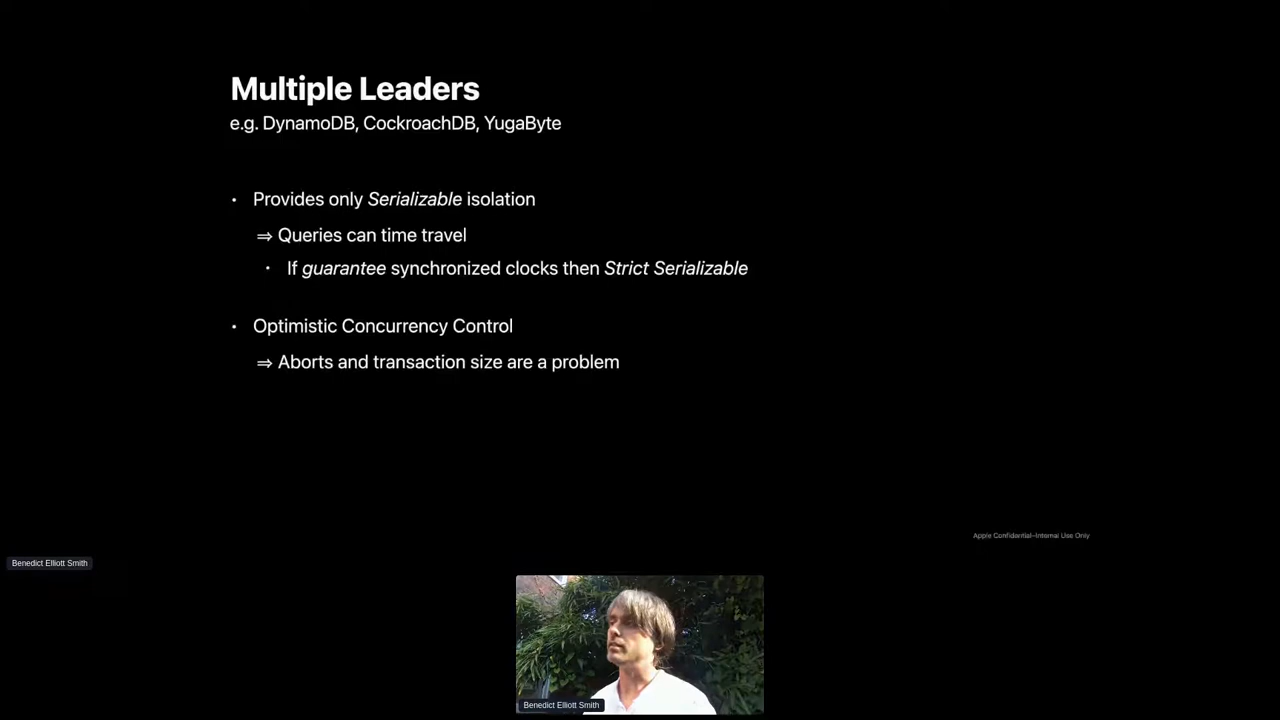 Multiple Leaders
e.g. DynamoDB, CockroachDB, YugaByte
• Provides only Serializable isolation
⇒ Queries can time travel
• If guarantee synchronized clocks then Strict Serializable
• Optimistic Concurrency Control
⇒ Aborts and transaction size are a problem
Apple Confidential–Internal Use Only
Benedict Elliott Smith
Benedict Elliott Smith